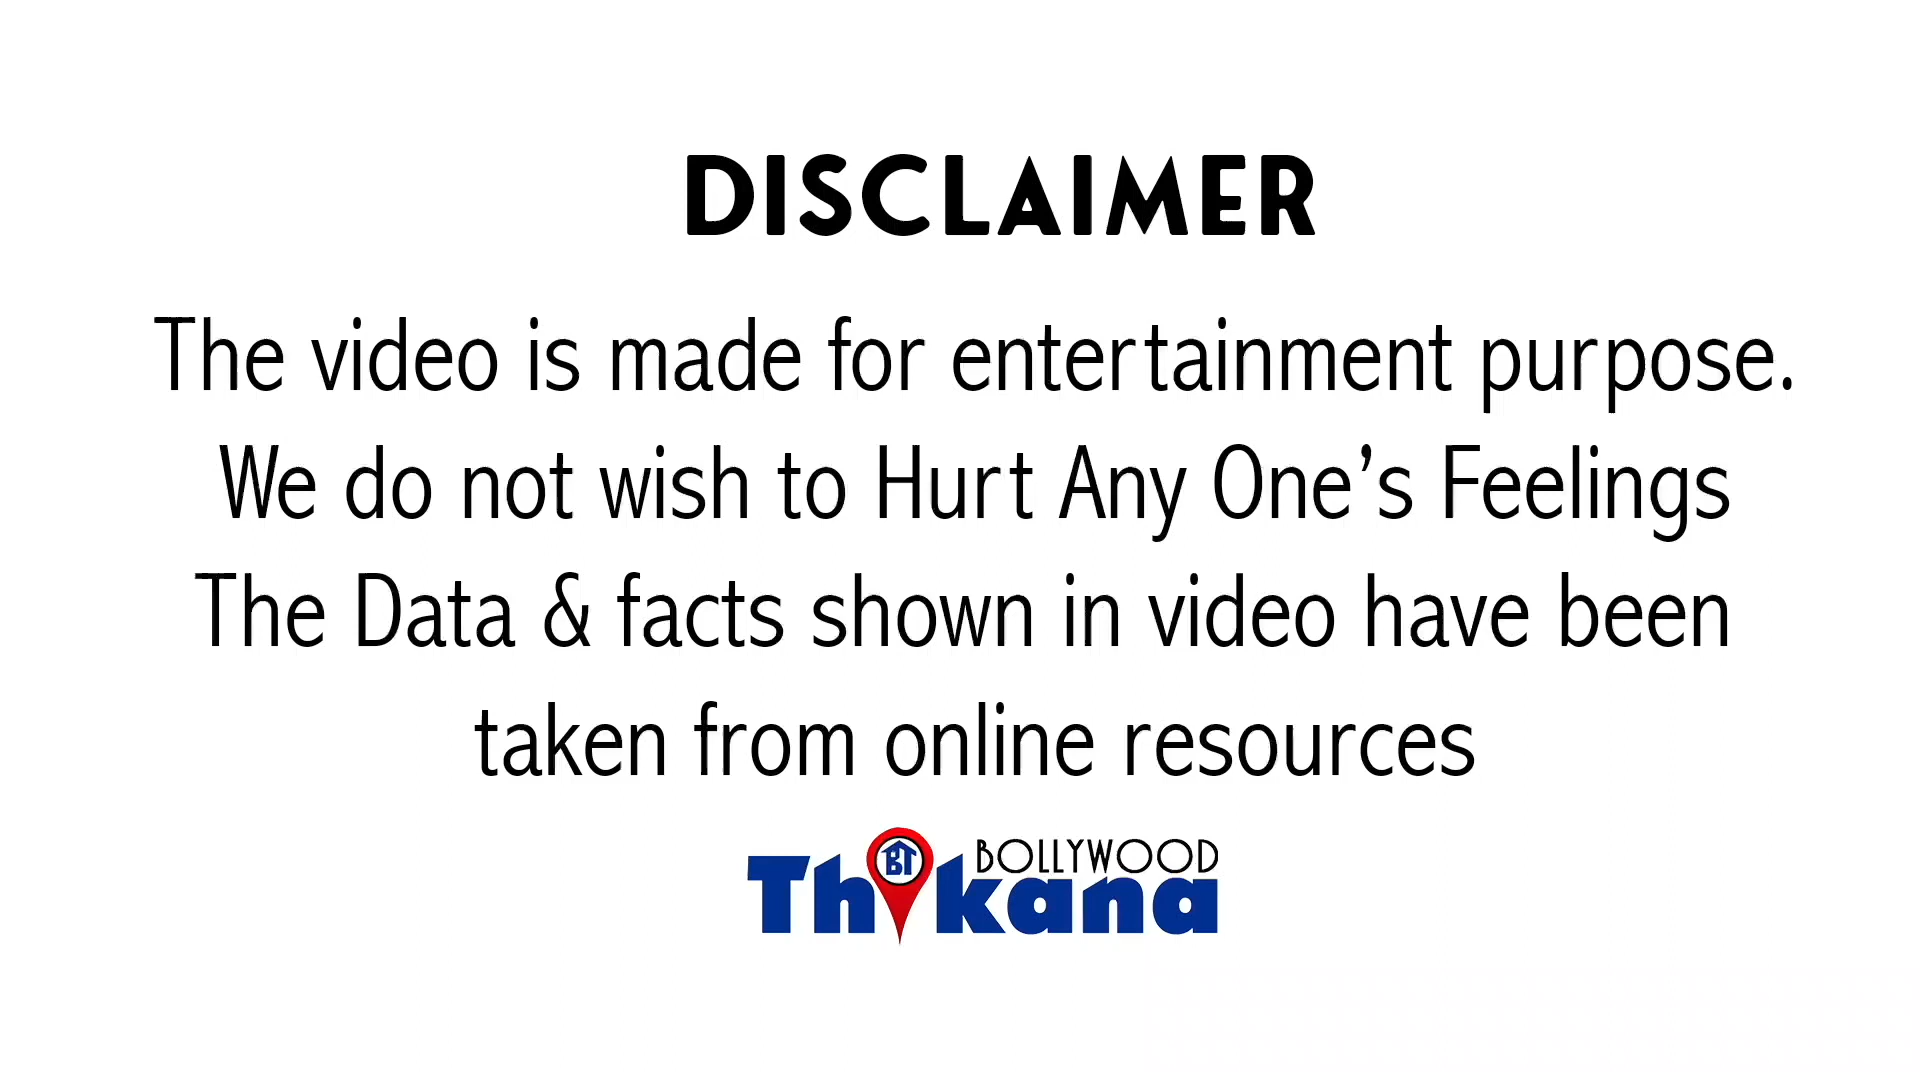 DISCLAIMER
The video is made for entertainment purpose.
We do not wish to Hurt Any One’s Feelings
The Data & facts shown in video have been
taken from online resources
BT
BOLLYWOOD
Thikana